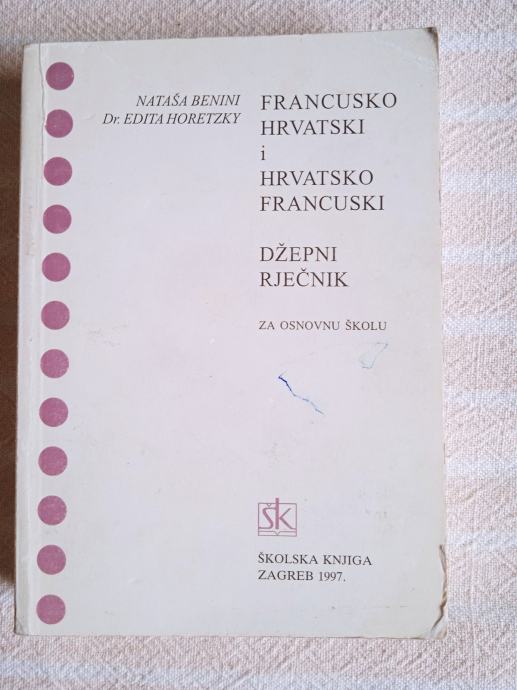 NATAŠA BENINI
Dr. EDITA HORETZKY
FRANCUSKO
HRVATSKI
i
HRVATSKO
FRANCUSKI
DŽEPNI
RJEČNIK
ZA OSNOVNU ŠKOLU
šk
ŠKOLSKA KNJIGA
ZAGREB 1997.